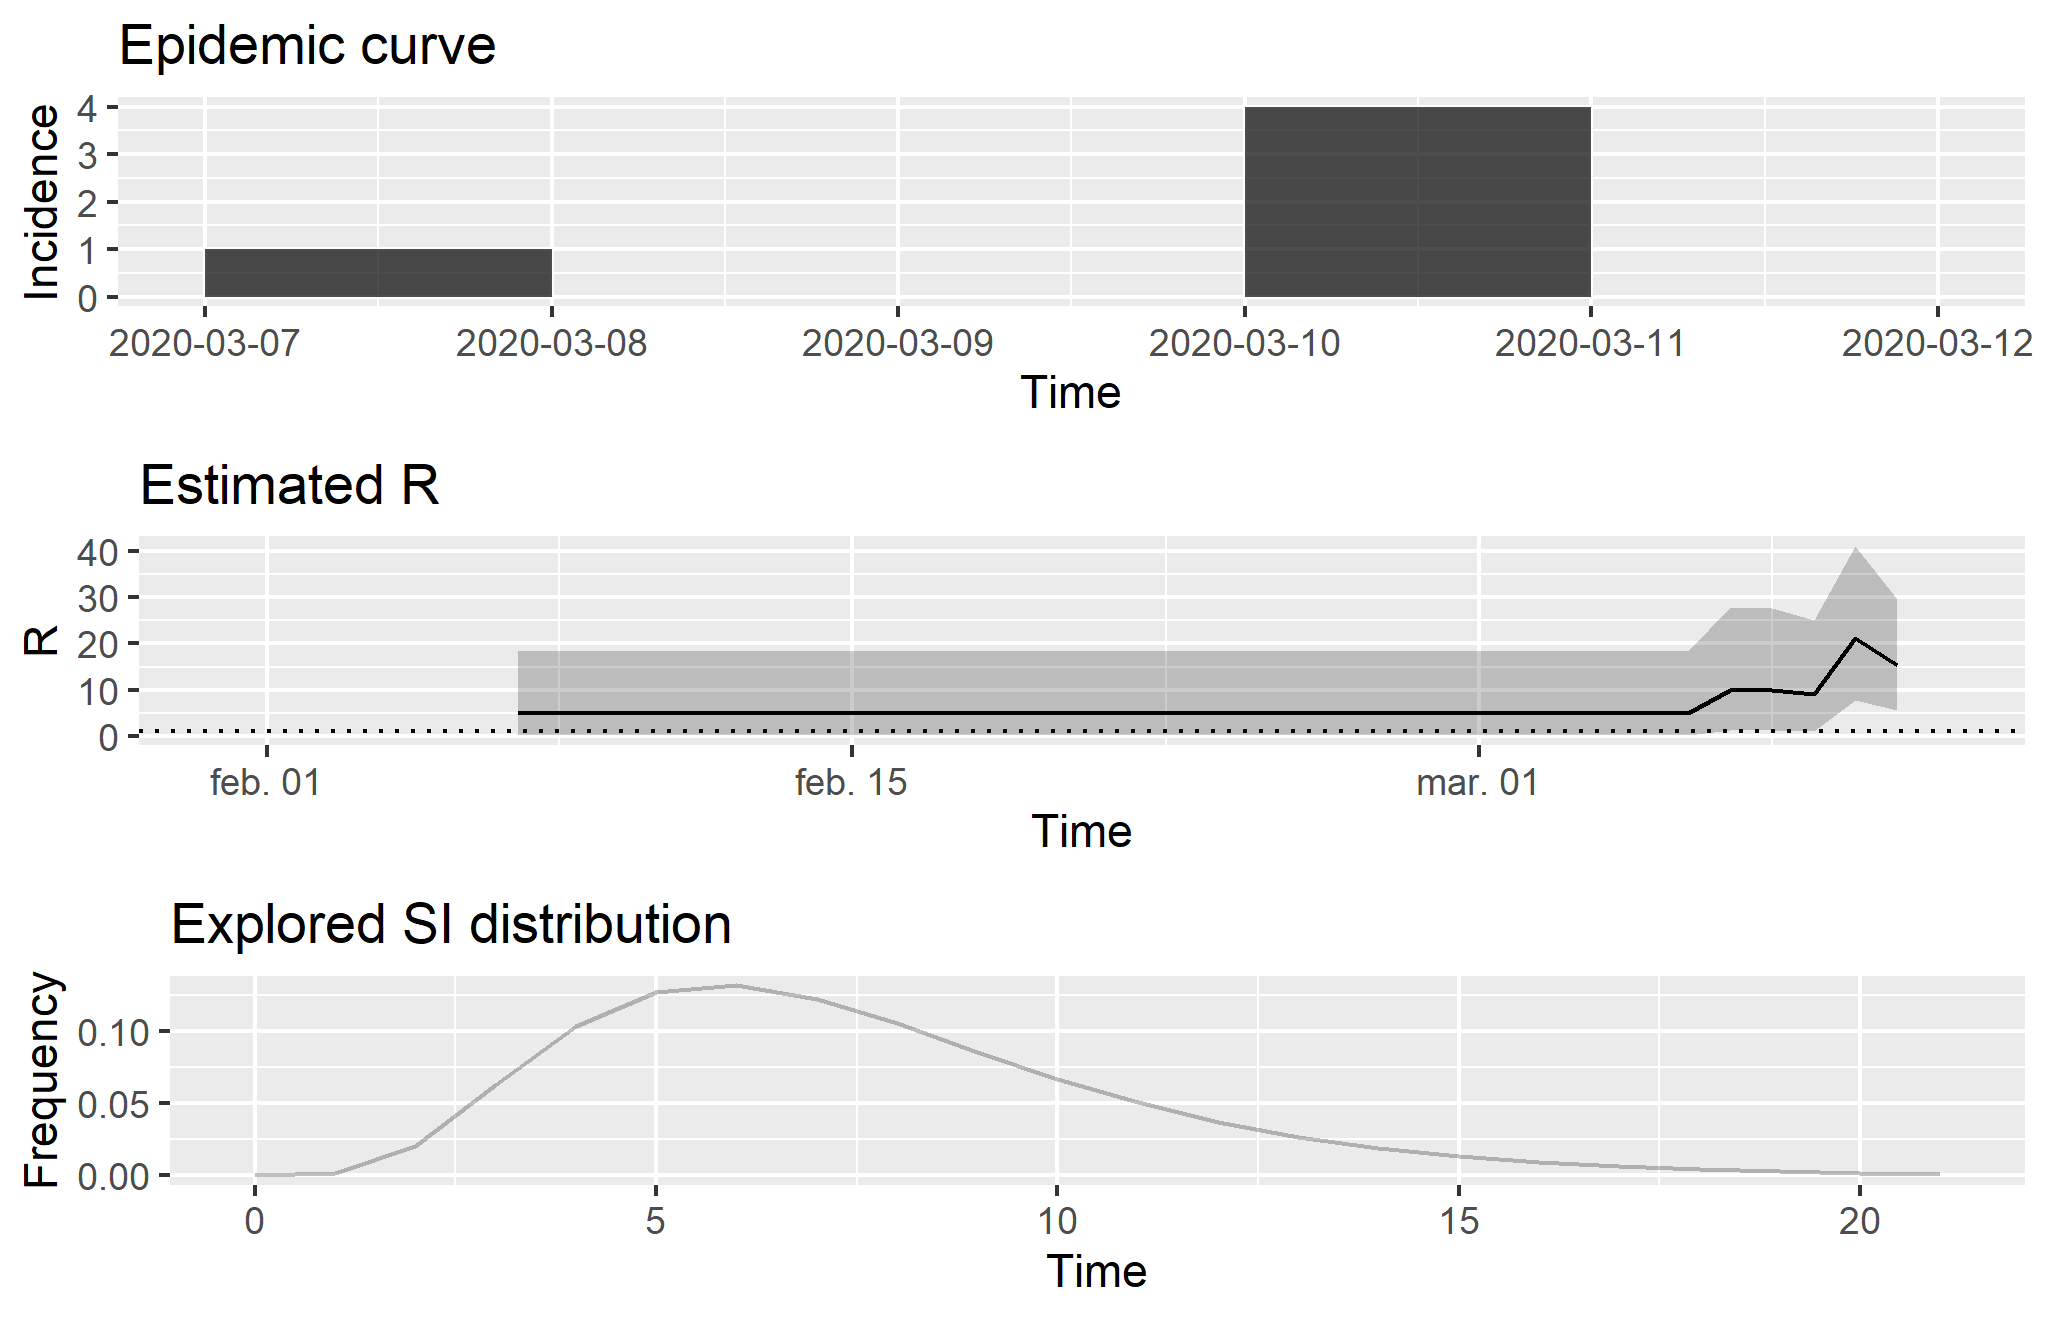 Epidemic curve
Incidence
4
3
2
1
0
2020-03-07 2020-03-08 2020-03-09 2020-03-10 2020-03-11 2020-03-12
Time
Estimated R
R
40
30
20
10
0
feb. 01 feb. 15 mar. 01
Time
Explored SI distribution
Frequency
0.10
0.05
0.00
0 5 10 15 20
Time